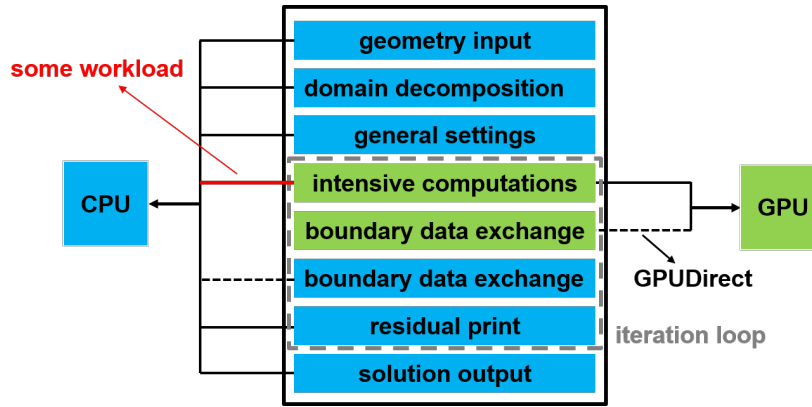 geometry input
some workload
domain decomposition
general settings
CPU
intensive computations
GPU
boundary data exchange
boundary data exchange
GPUDirect
residual print
iteration loop
solution output